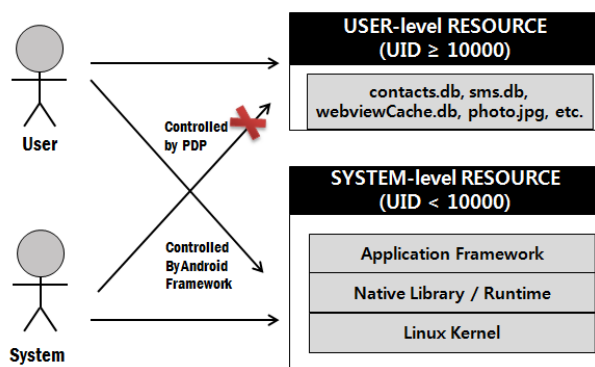 USER-level RESOURCE
(UID ≥ 10000)
contacts.db, sms.db,
webviewCache.db, photo.jpg, etc.
User
Controlled
by PDP
SYSTEM-level RESOURCE
(UID < 10000)
Controlled
ByAndroid
Framework
Application Framework
Native Library / Runtime
Linux Kernel
System